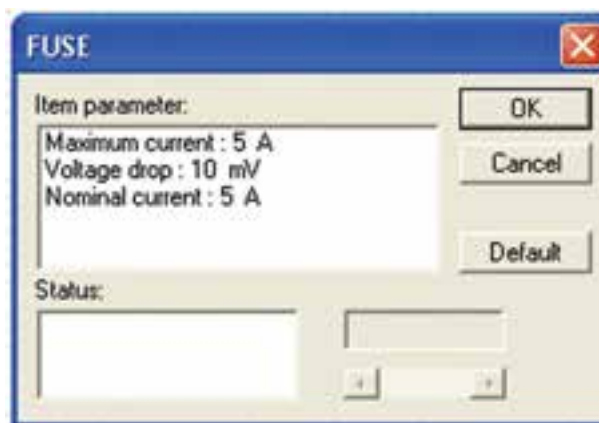 FUSE
Item parameter:
Maximum current : 5 A
Voltage drop : 10 mV
Nominal current : 5 A
OK
Cancel
Default
Status: